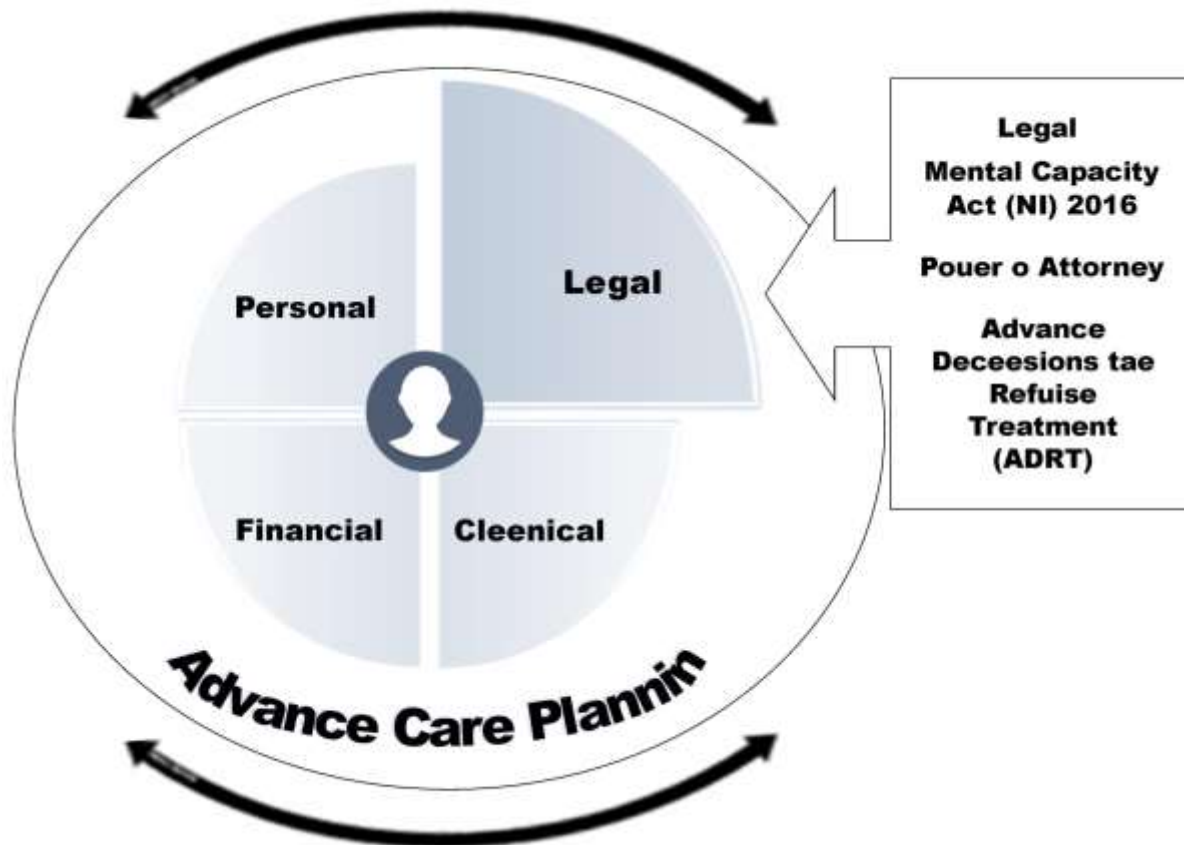 Personal
Legal
Financial
Cleenical
Advance Care Plannin
Legal
Mental Capacity
Act (NI) 2016
Pouer o Attorney
Advance
Deceesions tae
Refuise
Treatment
(ADRT)